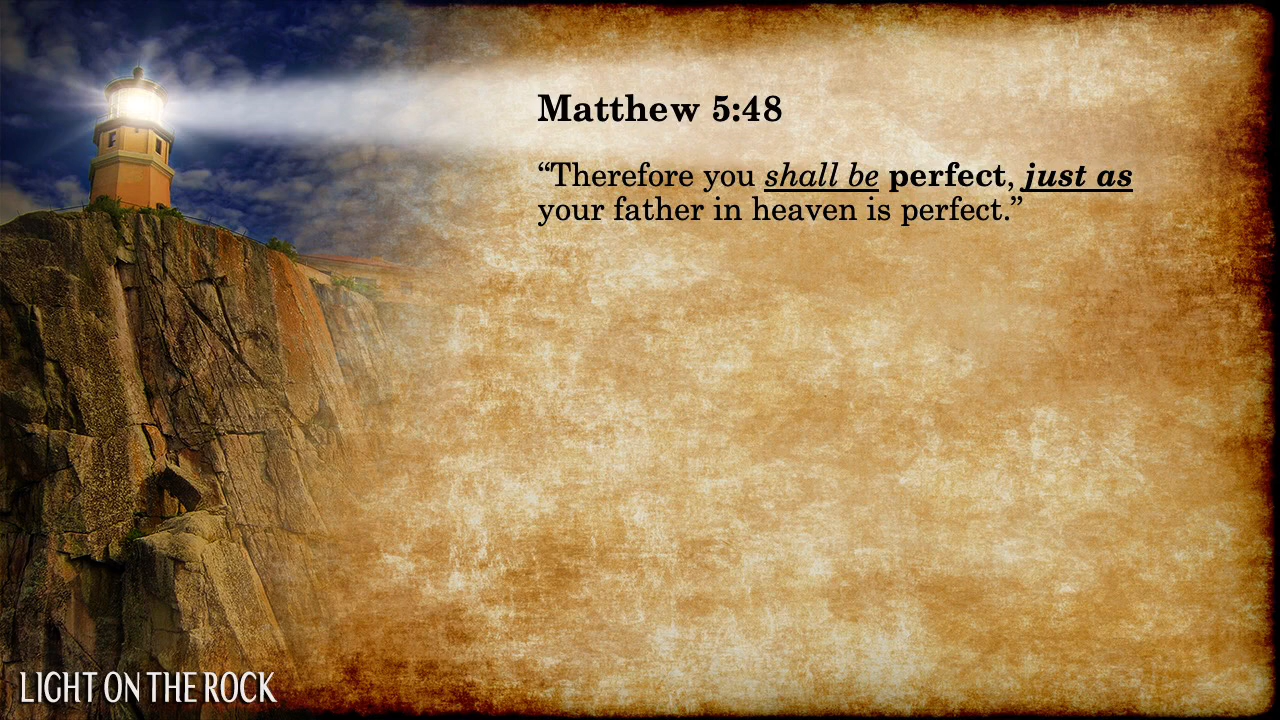 Matthew 5:48
“Therefore you shall be perfect, just as
your father in heaven is perfect.”
LIGHT ON THE ROCK